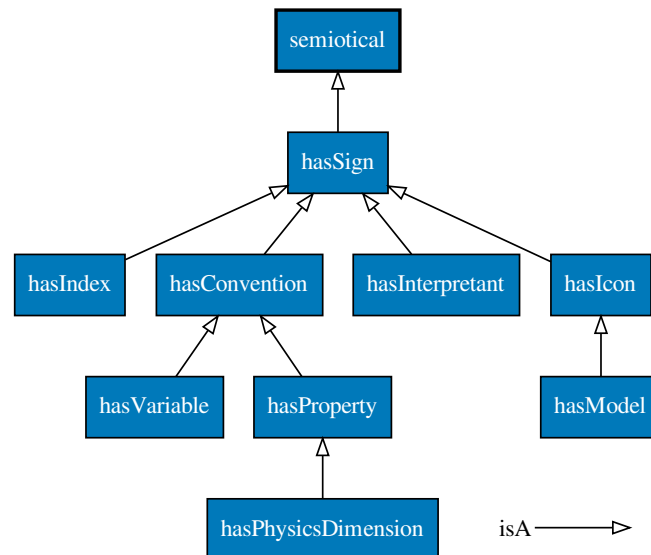 semiotical
hasSign
hasIndex
hasConvention
hasInterpretant
hasIcon
hasVariable
hasProperty
hasModel
hasPhysicsDimension
isA